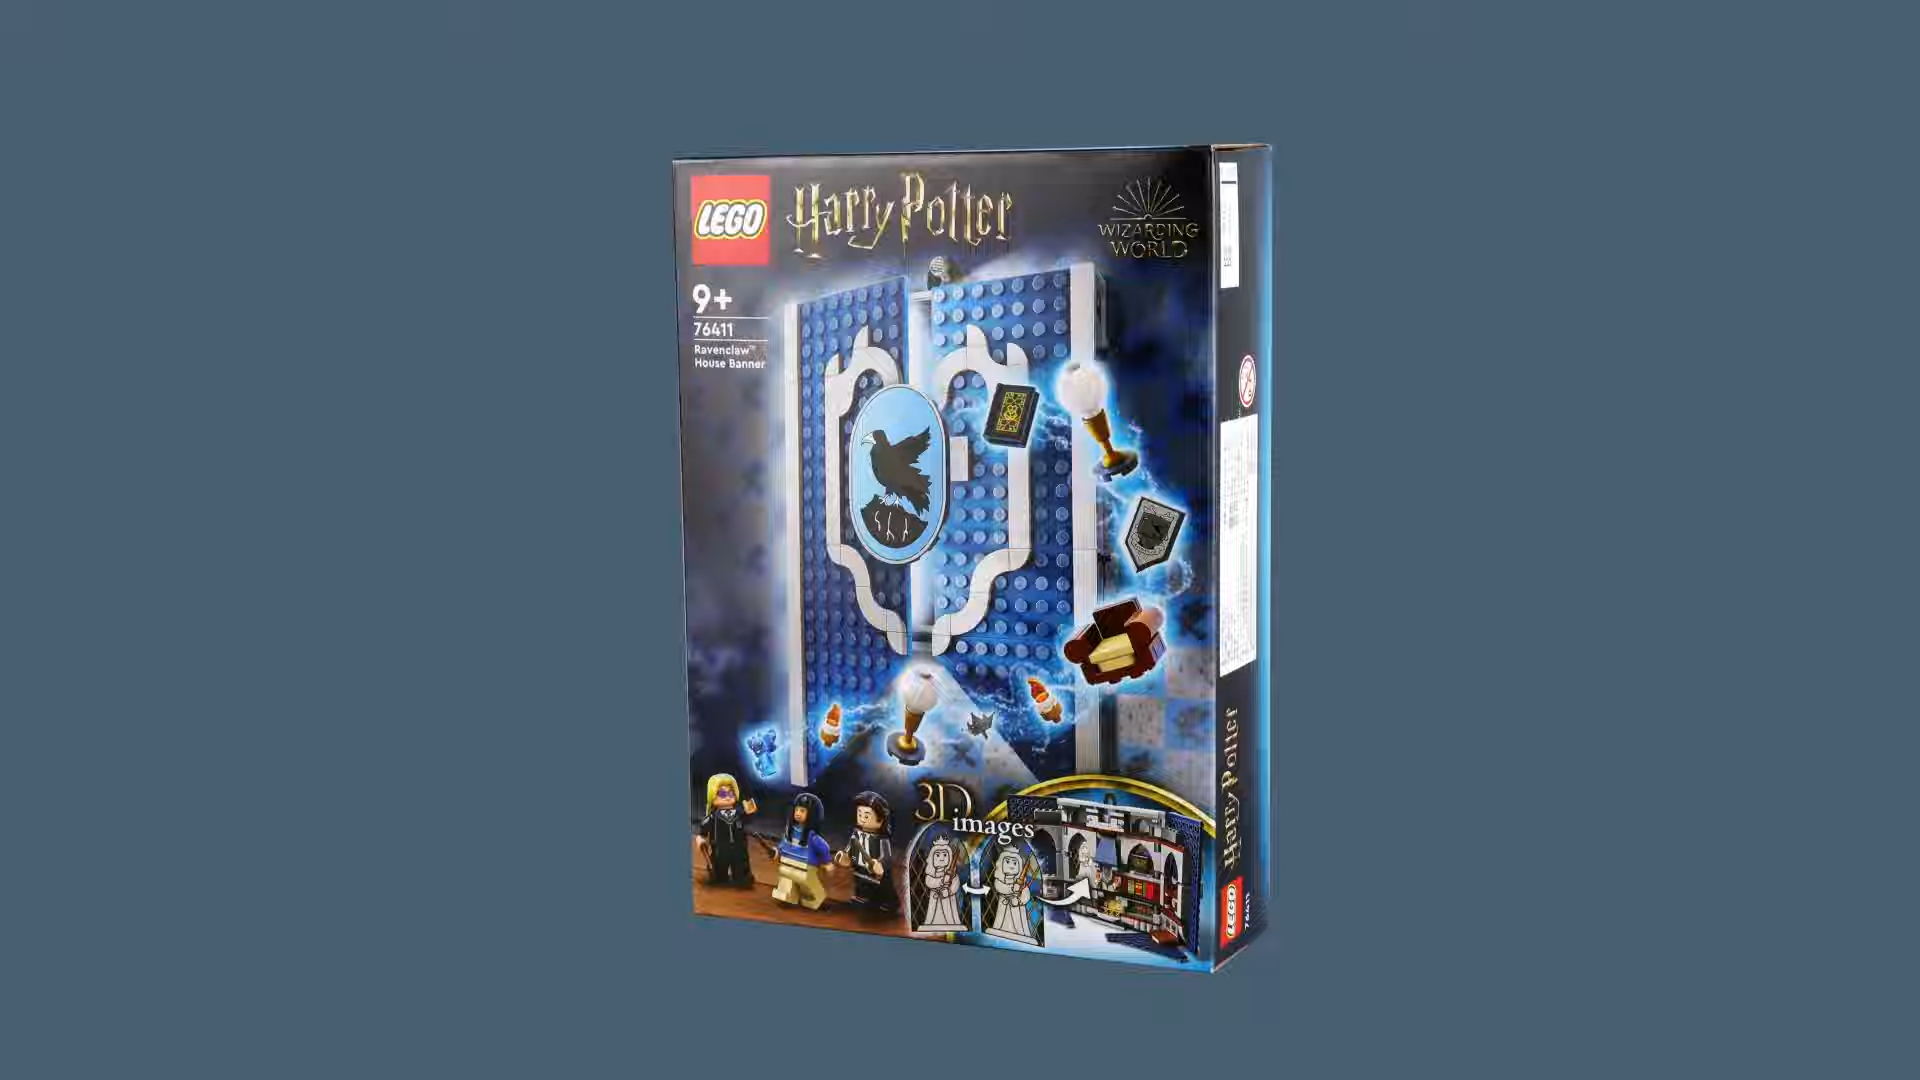 LEGO
Harry Potter
WIZARDING
WORLD
9+
76411
Ravenclaw™
House Banner
3D
images
Harry Potter
LEGO
76411